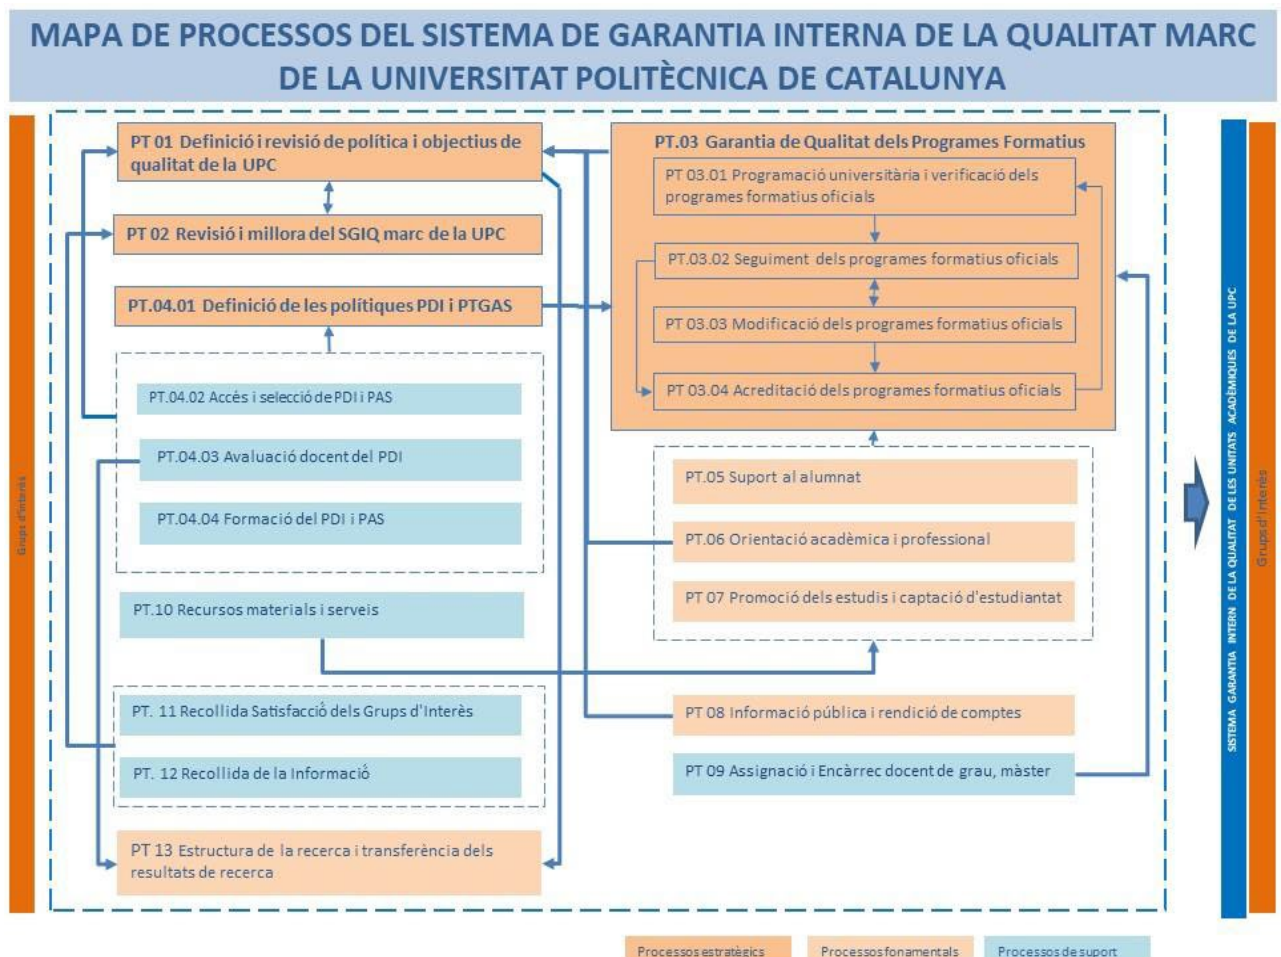 MAPA DE PROCESSOS DEL SISTEMA DE GARANTIA INTERNA DE LA QUALITAT MARC
DE LA UNIVERSITAT POLITÈCNICA DE CATALUNYA
Grups d'interès
PT 01 Definició i revisió de política i objectius de
qualitat de la UPC
PT 02 Revisió i millora del SGIQ marc de la UPC
PT.04.01 Definició de les polítiques PDI i PTGAS
PT.04.02 Accés i selecció de PDI i PAS
PT.04.03 Avaluació docent del PDI
PT.04.04 Formació del PDI i PAS
PT.10 Recursos materials i serveis
PT. 11 Recollida Satisfacció dels Grups d'Interès
PT. 12 Recollida de la Informació
PT 13 Estructura de la recerca i transferència dels
resultats de recerca
PT.03 Garantia de Qualitat dels Programes Formatius
PT 03.01 Programació universitària i verificació dels
programes formatius oficials
PT.03.02 Seguiment dels programes formatius oficials
PT 03.03 Modificació dels programes formatius oficials
PT 03.04 Acreditació dels programes formatius oficials
PT.05 Suport al alumnat
PT.06 Orientació acadèmica i professional
PT 07 Promoció dels estudis i captació d'estudiantat
PT 08 Informació pública i rendició de comptes
PT 09 Assignació i Encàrrec docent de grau, màster
SISTEMA GARANTIA INTERN DE LA QUALITAT DE LES UNITATS ACADÈMIQUES DE LA UPC
Grups d'Interès
Processos estratègics
Processos fonamentals
Processos de suport